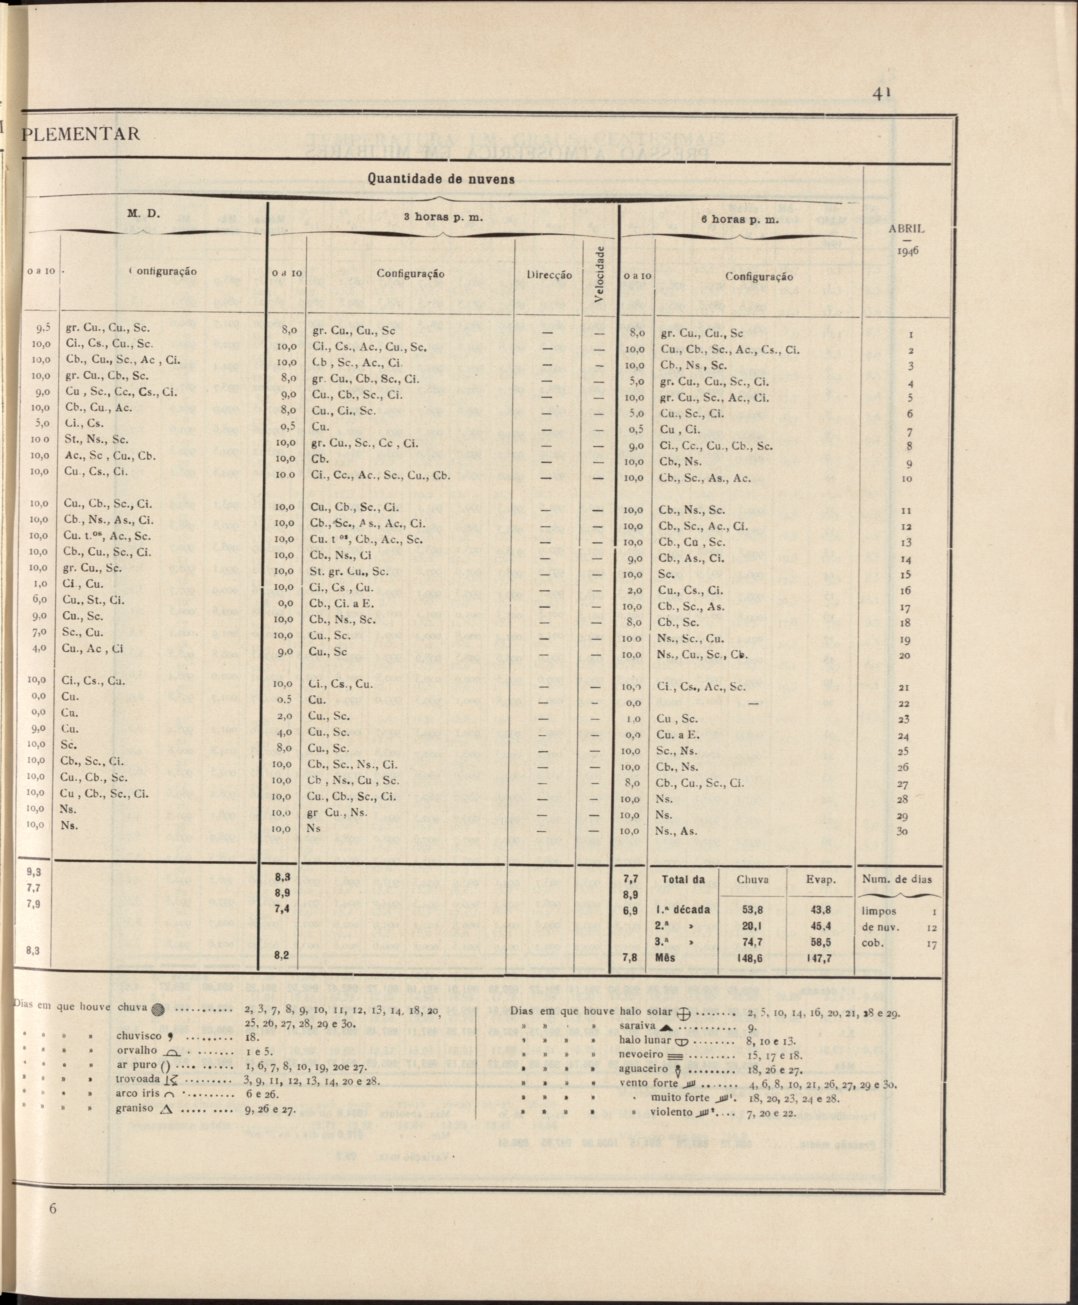 41
PLEMENTAR
Quantidade de nuvens
M. D. 3 horas p. m. 6 horas p. m. ABRIL — 1946
0 a 10 Configuração 0 a 10 Configuração Direcção Velocidade 0 a 10 Configuração
9,5 gr. Cu., Cu., Sc. 8,0 gr. Cu., Cu., Sc — — 8,0 gr. Cu., Cu., Sc 1
10,0 Ci., Cs., Cu., Sc. 10,0 Ci., Cs., Ac., Cu., Sc. — — 10,0 Cu., Cb., Sc., Ac., Cs., Ci. 2
10,0 Cb., Cu., Sc., Ac , Ci. 10,0 Cb , Sc., Ac., Ci. — — 10,0 Cb., Ns., Sc. 3
10,0 gr. Cu., Cb., Sc. 8,0 gr. Cu., Cb., Sc., Ci. — — 5,0 gr. Cu., Cu., Sc., Ci. 4
9,0 Cu , Sc., Cc., Cs., Ci. 9,0 Cu., Cb., Sc., Ci. — — 10,0 gr. Cu., Sc., Ac., Ci. 5
10,0 Cb., Cu., Ac. 8,0 Cu., Ci., Sc. — — 5,0 Cu., Sc., Ci. 6
5,0 Ci., Cs. 0,5 Cu. — — 0,5 Cu , Ci. 7
10 0 St., Ns., Sc. 10,0 gr. Cu., Sc., Cc , Ci. — — 9,0 Ci., Cc., Cu., Cb., Sc. 8
10,0 Ac., Sc , Cu., Cb. 10,0 Cb. — — 10,0 Cb., Ns. 9
10,0 Cu , Cs., Ci. 10 0 Ci., Cc., Ac., Sc., Cu., Cb. — — 10,0 Cb., Sc., As., Ac. 10
10,0 Cu., Cb., Sc., Ci. 10,0 Cu., Cb., Sc., Ci. — — 10,0 Cb., Ns., Sc. 11
10,0 Cb., Ns., As., Ci. 10,0 Cb., Sc., As., Ac., Ci. — — 10,0 Cb., Sc., Ac., Ci. 12
10,0 Cu. t.os, Ac., Sc. 10,0 Cu. t os, Cb., Ac., Sc. — — 10,0 Cb., Cu , Sc. 13
10,0 Cb., Cu., Sc., Ci. 10,0 Cb., Ns., Ci — — 9,0 Cb., As., Ci. 14
10,0 gr. Cu., Sc. 10,0 St. gr. Cu., Sc. — — 10,0 Sc. 15
1,0 Ci , Cu. 10,0 Ci., Cs , Cu. — — 2,0 Cu., Cs., Ci. 16
6,0 Cu., St., Ci. 0,0 Cb., Ci. a E. — — 10,0 Cb., Sc., As. 17
9,0 Cu., Sc. 10,0 Cb., Ns., Sc. — — 8,0 Cb., Sc. 18
7,0 Sc., Cu. 10,0 Cu., Sc. — — 10 0 Ns., Sc., Cu. 19
4,0 Cu., Ac , Ci 9,0 Cu., Sc — — 10,0 Ns., Cu., Sc., Cb. 20
10,0 Ci., Cs., Cu. 10,0 Ci., Cs., Cu. — — 10,0 Ci , Cs., Ac., Sc. 21
0,0 Cu. 0.5 Cu. — — 0,0 — 22
0,0 Cu. 2,0 Cu., Sc. — — 1,0 Cu , Sc. 23
9,0 Cu. 4,0 Cu., Sc. — — 0,0 Cu. a E. 24
10,0 Sc. 8,0 Cu., Sc. — — 10,0 Sc., Ns. 25
10,0 Cb., Sc., Ci. 10,0 Cb., Sc., Ns., Ci. — — 10,0 Cb., Ns. 26
10,0 Cu., Cb., Sc. 10,0 Cb , Ns., Cu , Sc. — — 8,0 Cb., Cu., Sc., Ci. 27
10,0 Cu , Cb., Sc., Ci. 10,0 Cu., Cb., Sc., Ci. — — 10,0 Ns. 28
10,0 Ns. 10,0 gr Cu., Ns. — — 10,0 Ns. 29
10,0 Ns. 10,0 Ns — — 10,0 Ns., As. 30
9,3 8,3 7,7 Total da Chuva Evap. Num. de dias
7,7 8,9 8,9
7,9 7,4 6,9 1.ª década 53,8 43,8 limpos 1
2.ª » 20,1 45,4 de nuv. 12
3.ª » 74,7 58,5 cob. 17
8,3 8,2 7,8 Mês 148,6 147,7
Dias em que houve chuva .......... 2, 3, 7, 8, 9, 10, 11, 12, 13, 14, 18, 20,
25, 26, 27, 28, 29 e 30.
» » » » chuvisco ......... 18.
» » » » orvalho ........ 1 e 5.
» » » » ar puro () .......... 1, 6, 7, 8, 10, 19, 20e 27.
» » » » trovoada ......... 3, 9, 11, 12, 13, 14, 20 e 28.
» » » » arco iris .......... 6 e 26.
» » » » graniso ......... 9, 26 e 27.
Dias em que houve halo solar ....... 2, 5, 10, 14, 16, 20, 21, 28 e 29.
» » » » saraiva .......... 9.
» » » » halo lunar ........ 8, 10 e 13.
» » » » nevoeiro ......... 15, 17 e 18.
» » » » aguaceiro ......... 18, 26 e 27.
» » » » vento forte ....... 4, 6, 8, 10, 21, 26, 27, 29 e 30.
» » » » » muito forte . 18, 20, 23, 24 e 28.
» » » » » violento .... 7, 20 e 22.
6